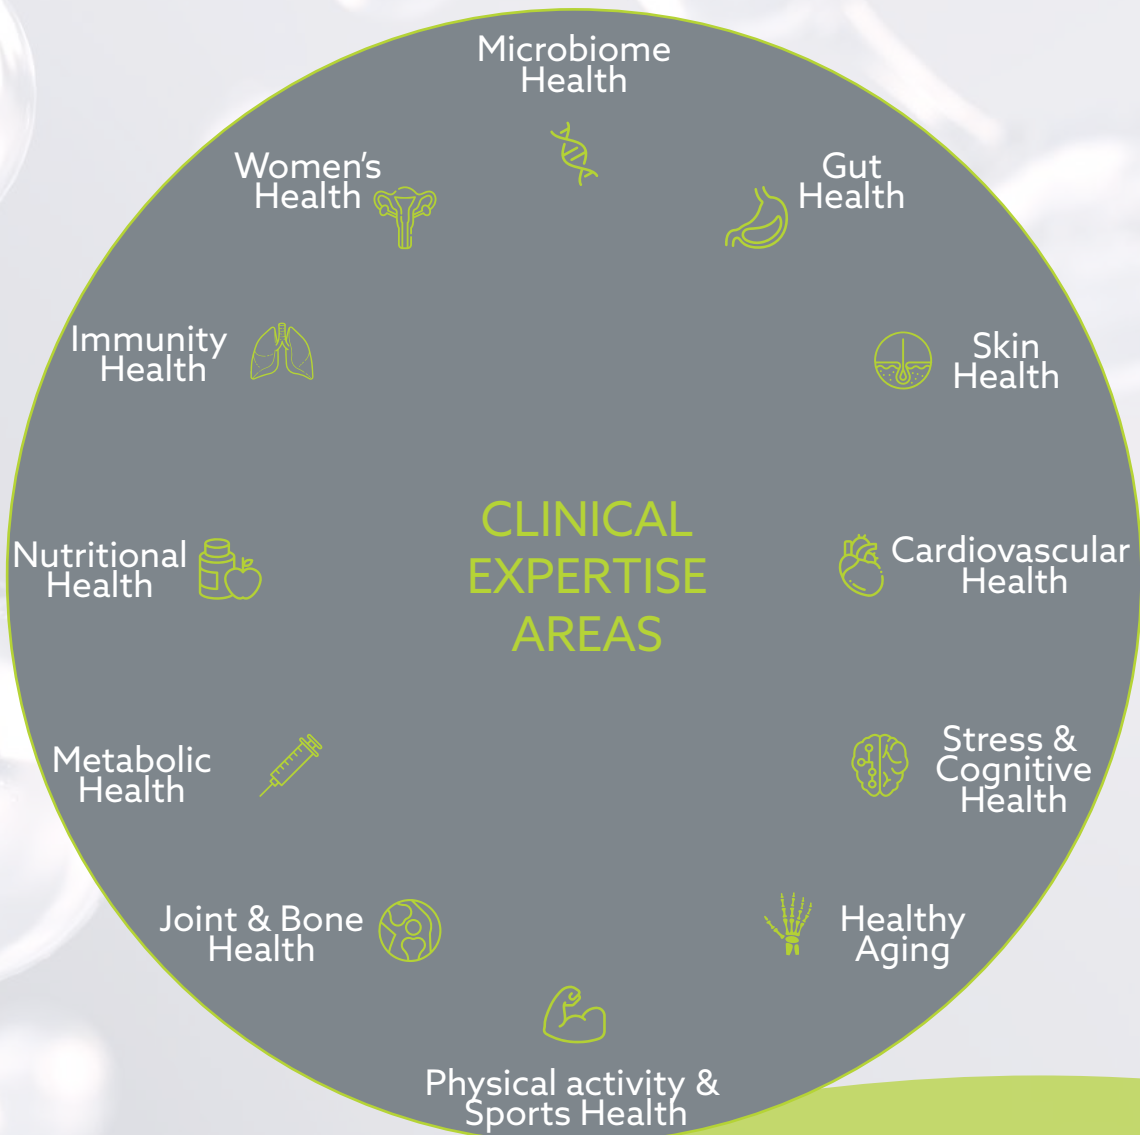 Microbiome
Health
Women's
Health
Gut
Health
Immunity
Health
Skin
Health
CLINICAL
EXPERTISE
AREAS
Nutritional
Health
Cardiovascular
Health
Metabolic
Health
Stress &
Cognitive
Health
Joint & Bone
Health
Healthy
Aging
Physical activity &
Sports Health